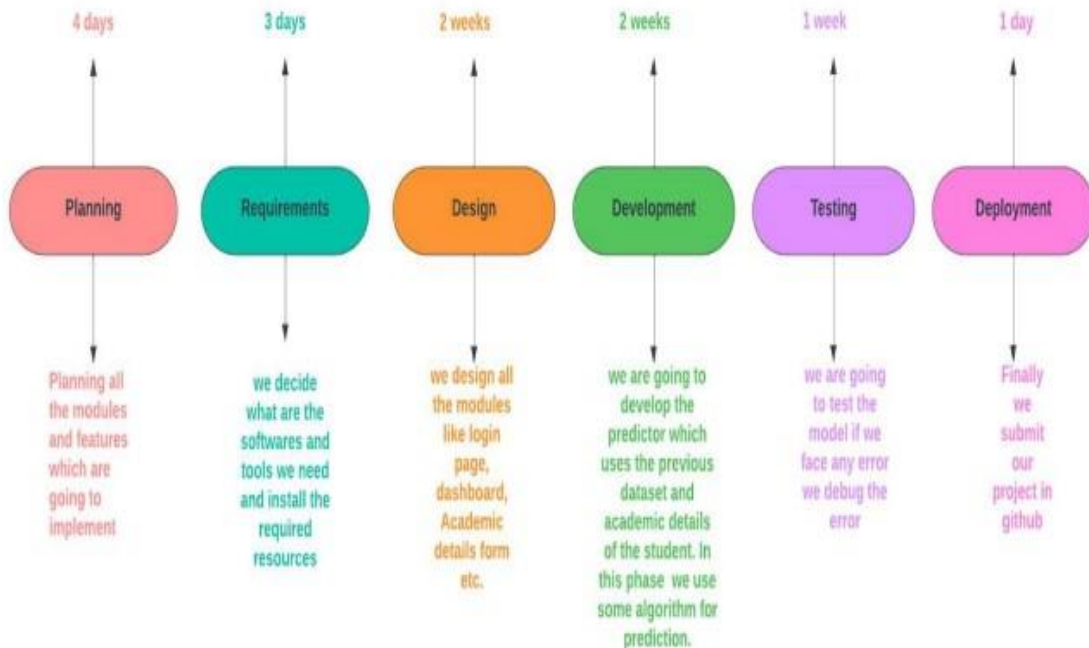 4 days
3 days
2 weeks
2 weeks
1 week
1 day
Planning
Requirements
Design
Development
Testing
Deployment
Planning all
the modules
and features
which are
going to
implement
we decide
what are the
softwares and
tools we need
and install the
required
resources
we design all
the modules
like login
page,
dashboard,
Academic
details form
etc.
we are going to
develop the
predictor which
uses the previous
dataset and
academic details
of the student. In
this phase we use
some algorithm for
prediction.
we are going
to test the
model if we
face any error
we debug the
error
Finally
we
submit
our
project in
github